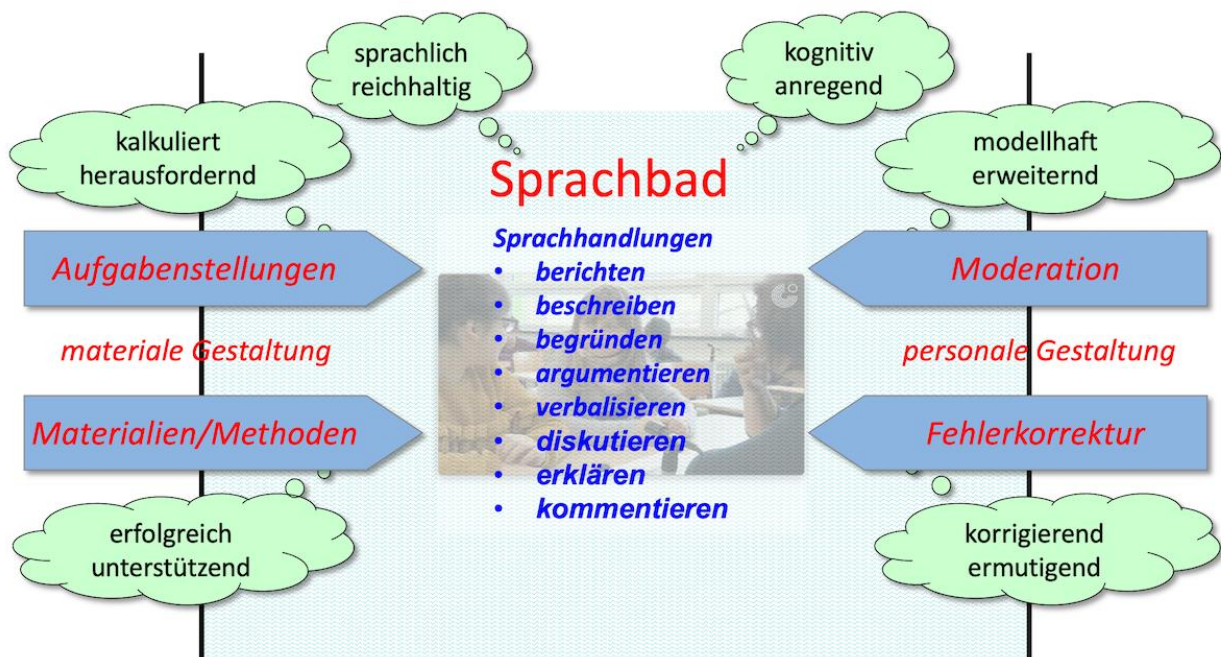 sprachlich
reichhaltig
kognitiv
anregend
kalkuliert
herausfordernd
modellhaft
erweiternd
Sprachbad
Aufgabenstellungen
Sprachhandlungen
• berichten
• beschreiben
• begründen
• argumentieren
• verbalisieren
• diskutieren
• erklären
• kommentieren
Moderation
materiale Gestaltung
personale Gestaltung
Materialien/Methoden
Fehlerkorrektur
erfolgreich
unterstützend
korrigierend
ermutigend